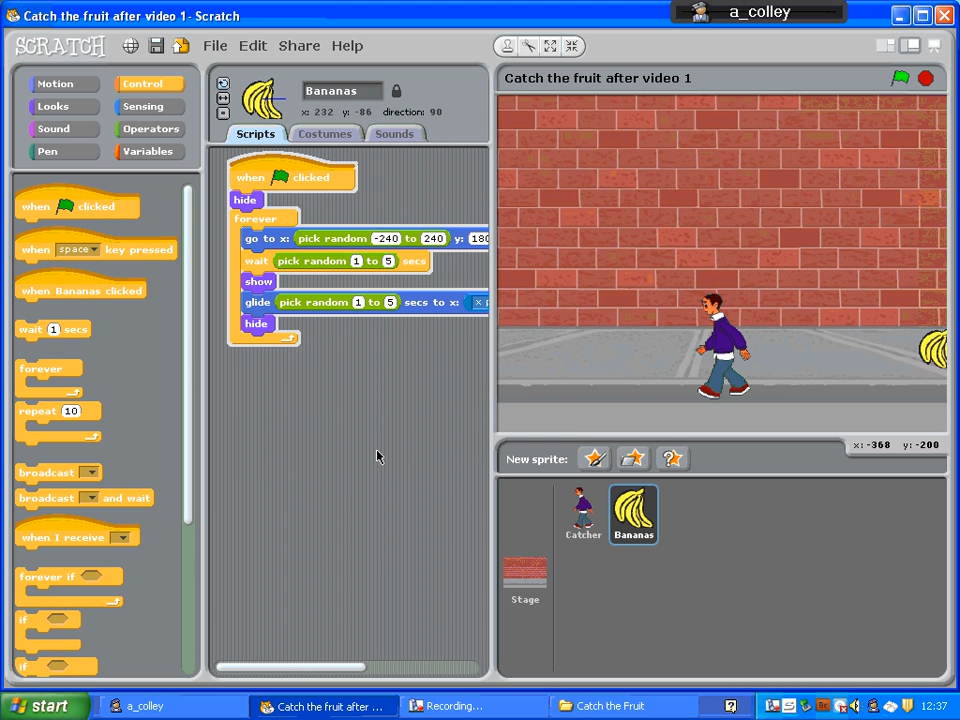 Catch the fruit after video 1- Scratch
a_colley
SCRATCH File Edit Share Help
Motion Control
Looks Sensing
Sound Operators
Pen Variables
when clicked
when space key pressed
when Bananas clicked
wait 1 secs
forever
repeat 10
broadcast
broadcast and wait
when I receive
forever if
if
if
Bananas
x: 232 y: -86 direction: 90
Scripts Costumes Sounds
when clicked
hide
forever
go to x: pick random -240 to 240 y: 180
wait pick random 1 to 5 secs
show
glide pick random 1 to 5 secs to x: x
hide
Catch the fruit after video 1
x: -368 y: -200
New sprite:
Catcher Bananas
Stage
start a_colley Catch the fruit after ... Recording... Catch the Fruit 12:37